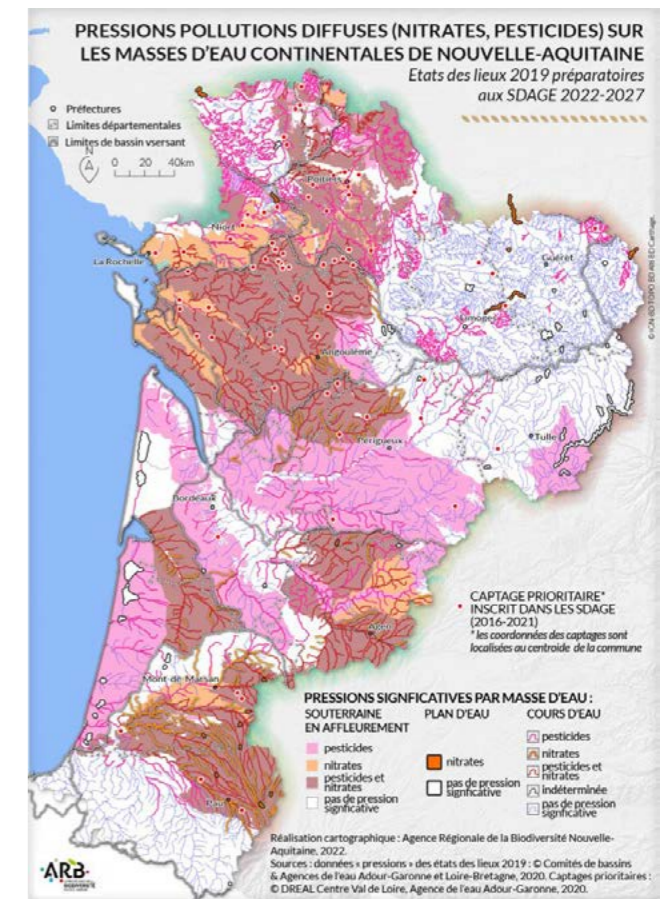 PRESSIONS POLLUTIONS DIFFUSES (NITRATES, PESTICIDES) SUR
LES MASSES D'EAU CONTINENTALES DE NOUVELLE-AQUITAINE
Etats des lieux 2019 préparatoires
aux SDAGE 2022-2027
Préfectures
Limites départementales
Limites de bassin vsersant
N
0 20 40km
Poitiers
Niort
La Rochelle
Guéret
Limoges
Angoulême
Périgueux
Tulle
Bordeaux
Agen
Mont-de-Marsan
Pau
CAPTAGE PRIORITAIRE*
INSCRIT DANS LES SDAGE
(2016-2021)
* les coordonnées des captages sont
localisées au centroide de la commune
PRESSIONS SIGNFICATIVES PAR MASSE D'EAU :
SOUTERRAINE
EN AFFLEUREMENT
pesticides
nitrates
pesticides et
nitrates
pas de pression
signficative
PLAN D'EAU
nitrates
pas de pression
signficative
COURS D'EAU
pesticides
nitrates
pesticides et
nitrates
indéterminée
pas de pression
signficative
Réalisation cartographique : Agence Régionale de la Biodiversité Nouvelle-
Aquitaine, 2022.
Sources : données « pressions » des états des lieux 2019 : © Comités de bassins
& Agences de l'eau Adour-Garonne et Loire-Bretagne, 2020. Captages prioritaires :
© DREAL Centre Val de Loire, Agence de l'eau Adour-Garonne, 2020.
ARB